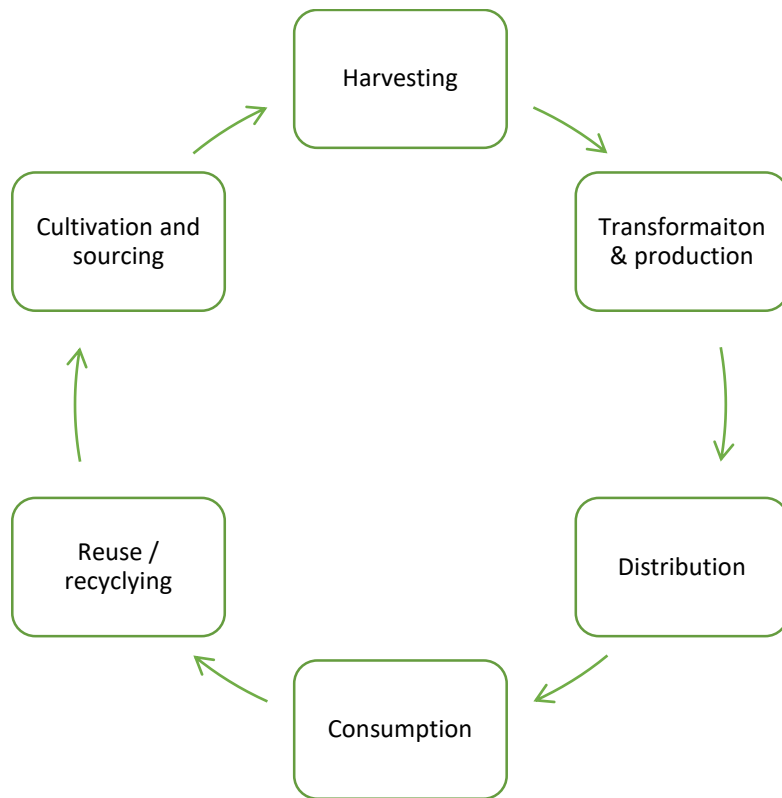 Harvesting
Transformaiton
& production
Distribution
Consumption
Reuse /
recyclying
Cultivation and
sourcing